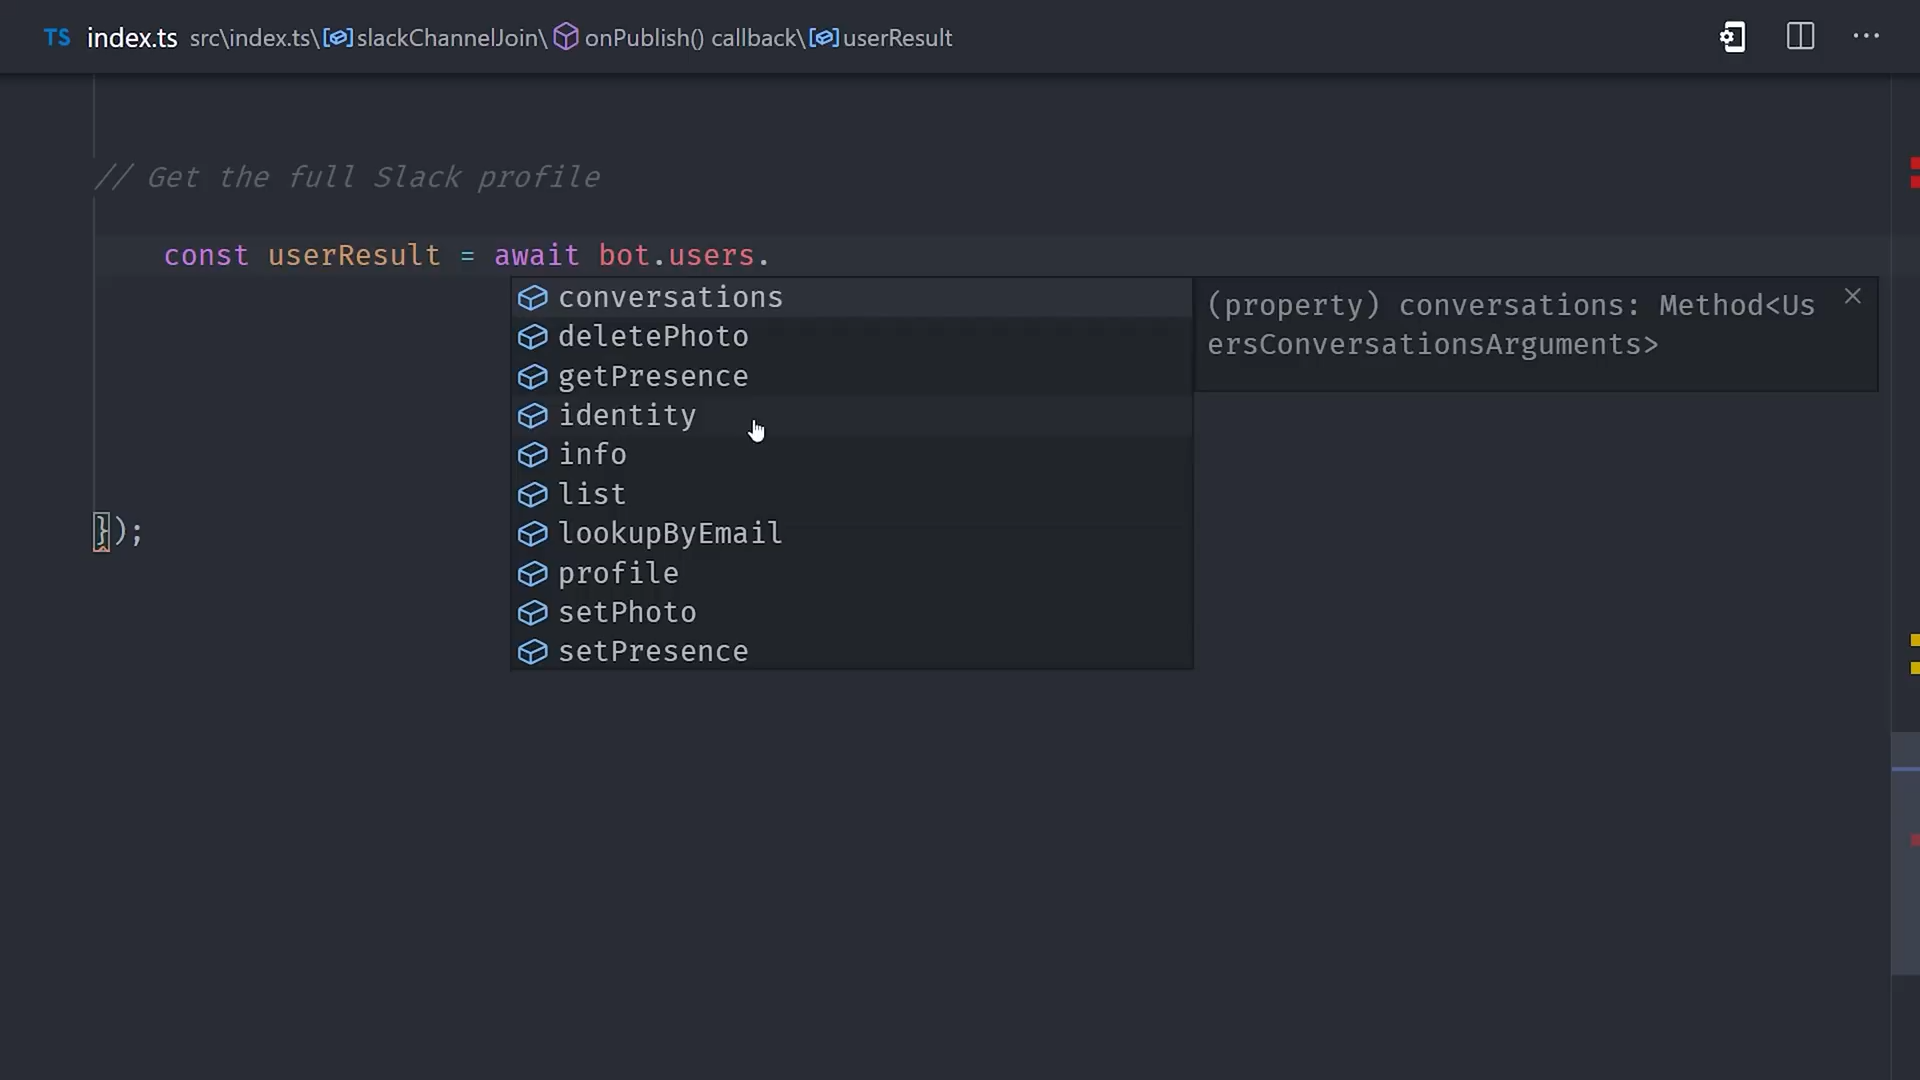 TS index.ts src\index.ts\slackChannelJoin\onPublish() callback\userResult
// Get the full Slack profile
const userResult = await bot.users.
conversations
deletePhoto
getPresence
identity
info
list
lookupByEmail
profile
setPhoto
setPresence
(property) conversations: Method<Us
ersConversationsArguments>
});